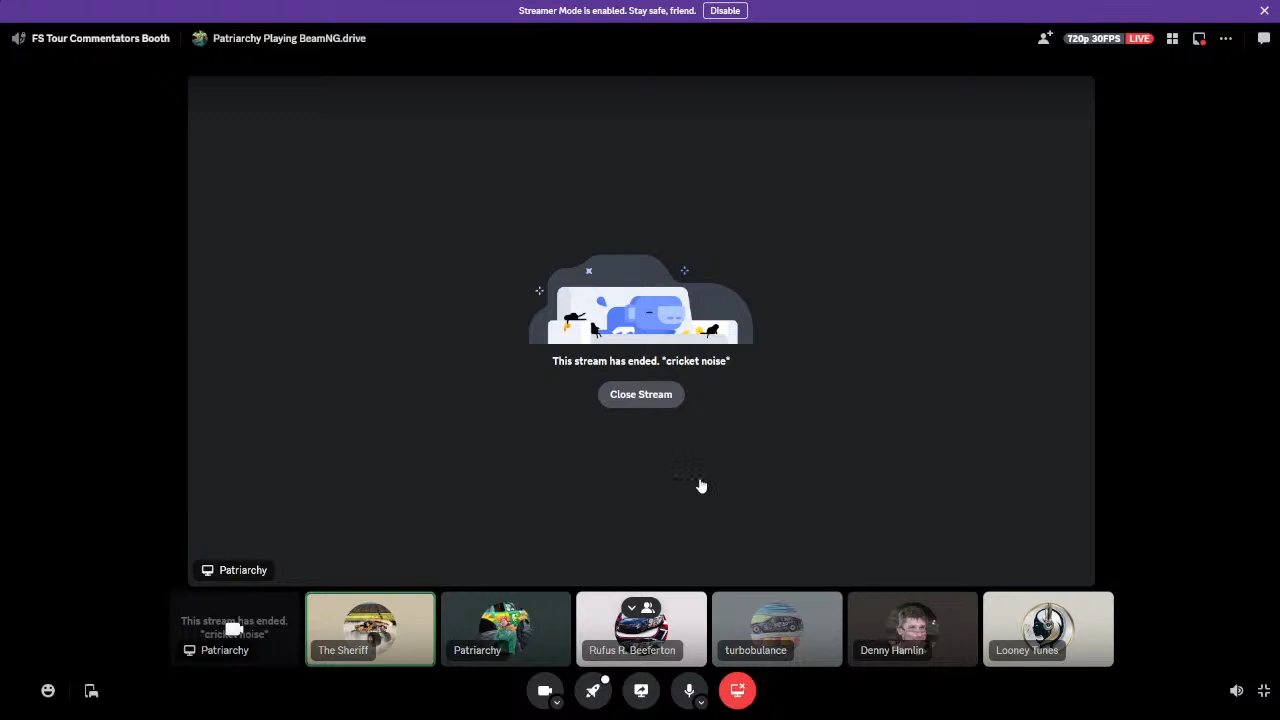 Streamer Mode is enabled. Stay safe, friend. Disable
FS Tour Commentators Booth
Patriarchy Playing BeamNG.drive
720p 30FPS LIVE
This stream has ended. *cricket noise*
Close Stream
Patriarchy
This stream has ended.
*cricket noise*
Patriarchy
The Sheriff
Patriarchy
Rufus R. Beeferton
turbobulance
Denny Hamlin
Looney Tunes